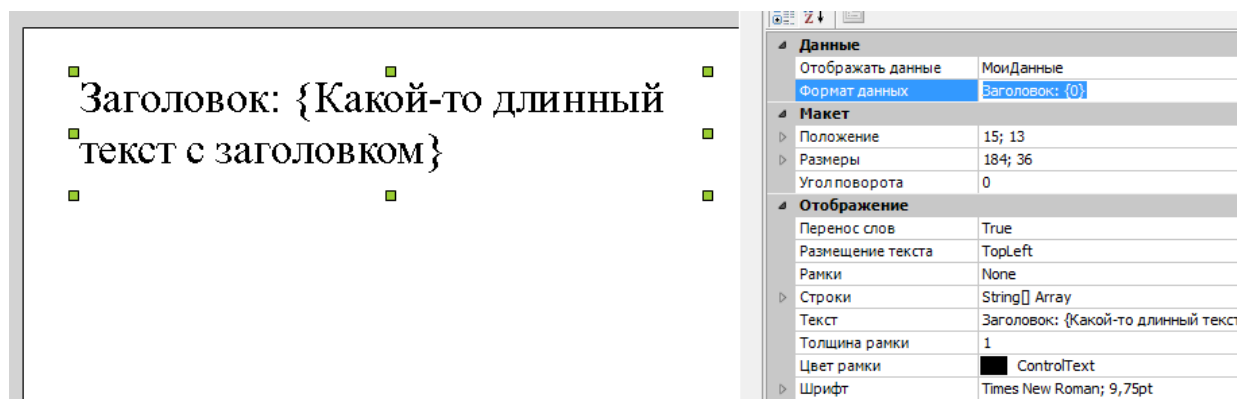 Заголовок: {Какой-то длинный
текст с заголовком}
Данные
Отображать данные МоиДанные
Формат данных Заголовок: {0}
Макет
Положение 15; 13
Размеры 184; 36
Угол поворота 0
Отображение
Перенос слов True
Размещение текста TopLeft
Рамки None
Строки String[] Array
Текст Заголовок: {Какой-то длинный текст
Толщина рамки 1
Цвет рамки ControlText
Шрифт Times New Roman; 9,75pt